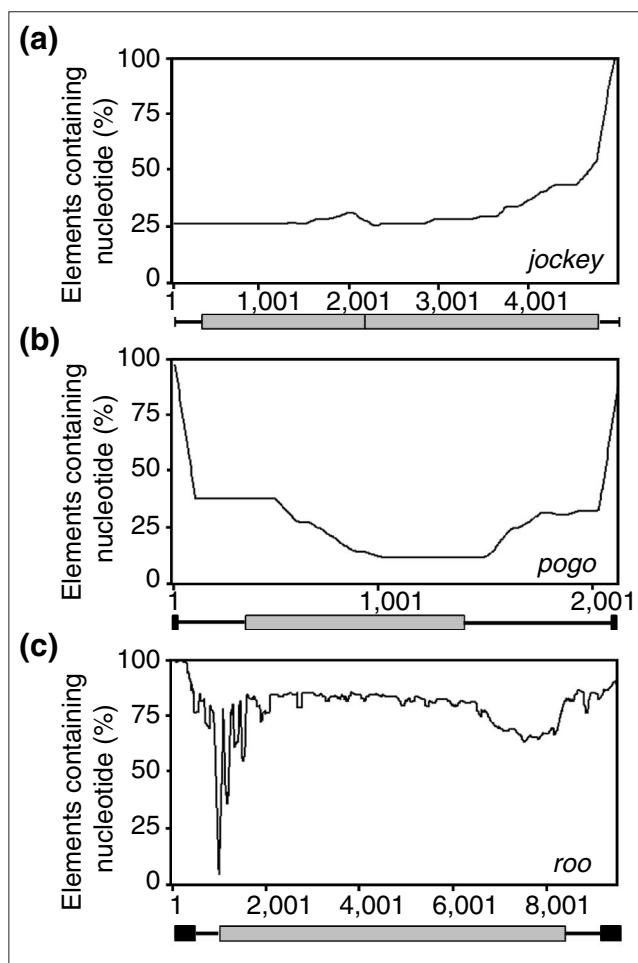 (a)
Elements containing
nucleotide (%)
100
75
50
25
0
jockey
1 1,001 2,001 3,001 4,001
(b)
Elements containing
nucleotide (%)
100
75
50
25
0
pogo
1 1,001 2,001
(c)
Elements containing
nucleotide (%)
100
75
50
25
0
roo
1 2,001 4,001 6,001 8,001